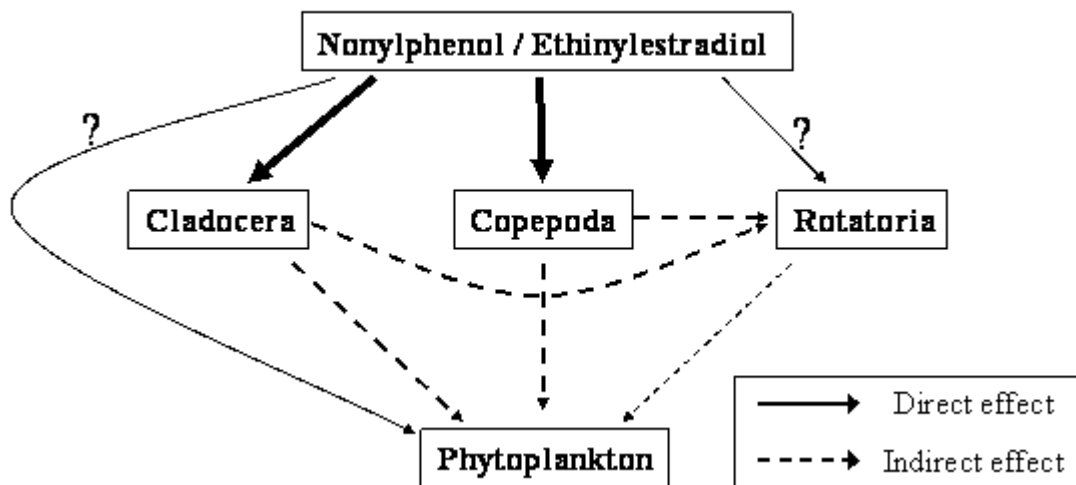 Nonylphenol / Ethinylestradiol
?
?
Cladocera
Copepoda
Rotatoria
Phytoplankton
Direct effect
Indirect effect